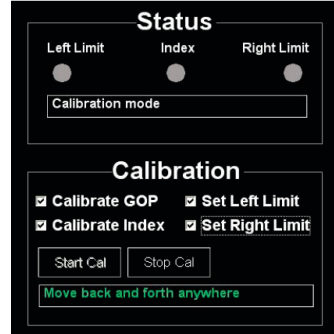 Status
Left Limit Index Right Limit
Calibration mode
Calibration
Calibrate GOP Set Left Limit
Calibrate Index Set Right Limit
Start Cal Stop Cal
Move back and forth anywhere